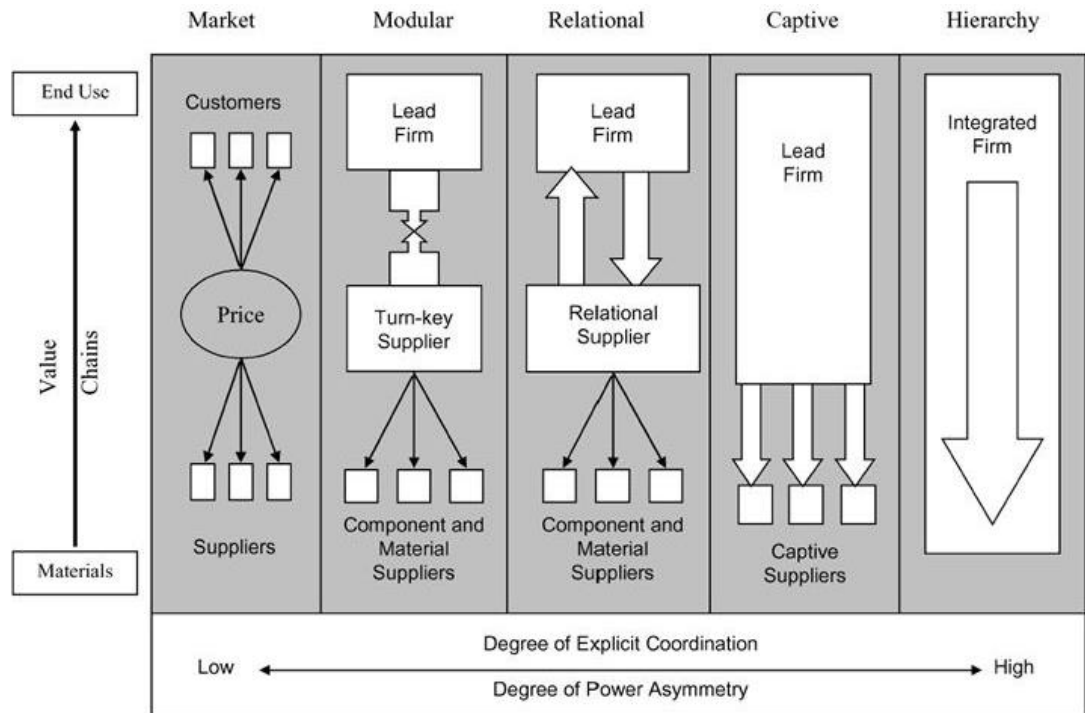 Market
Modular
Relational
Captive
Hierarchy
End Use
Value
Chains
Materials
Customers
Price
Suppliers
Lead
Firm
Turn-key
Supplier
Component and
Material
Suppliers
Lead
Firm
Relational
Supplier
Component and
Material
Suppliers
Lead
Firm
Captive
Suppliers
Integrated
Firm
Degree of Explicit Coordination
Low
High
Degree of Power Asymmetry